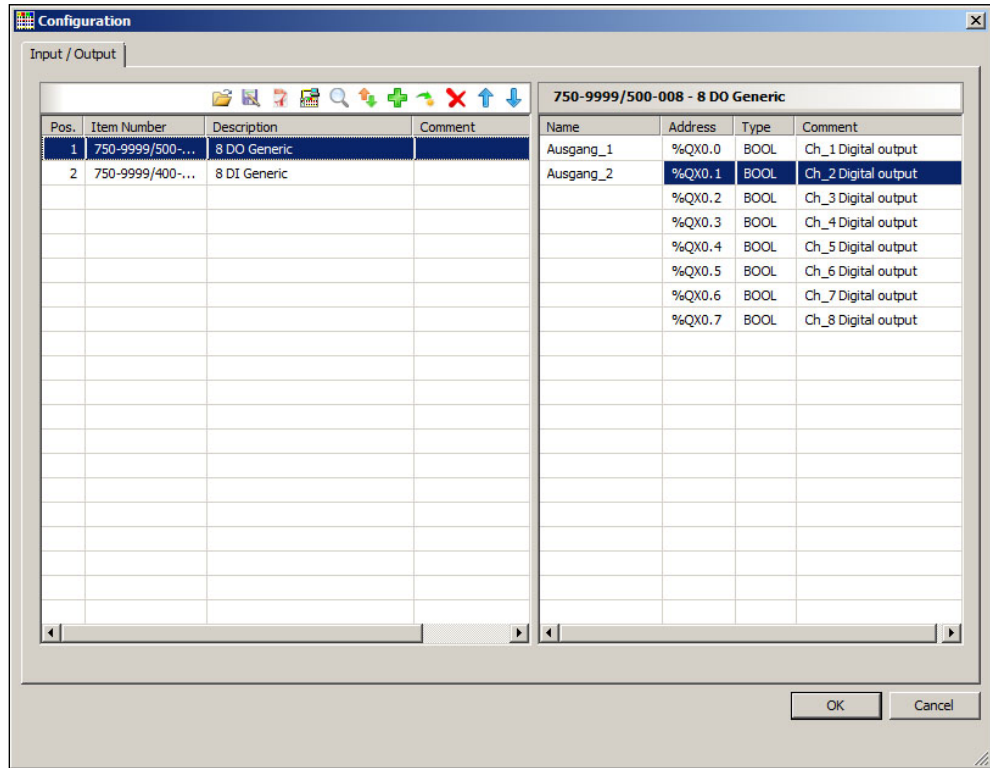 Configuration
Input / Output
750-9999/500-008 - 8 DO Generic
Pos. Item Number Description Comment
1 750-9999/500-... 8 DO Generic
2 750-9999/400-... 8 DI Generic
Name Address Type Comment
Ausgang_1 %QX0.0 BOOL Ch_1 Digital output
Ausgang_2 %QX0.1 BOOL Ch_2 Digital output
%QX0.2 BOOL Ch_3 Digital output
%QX0.3 BOOL Ch_4 Digital output
%QX0.4 BOOL Ch_5 Digital output
%QX0.5 BOOL Ch_6 Digital output
%QX0.6 BOOL Ch_7 Digital output
%QX0.7 BOOL Ch_8 Digital output
OK Cancel